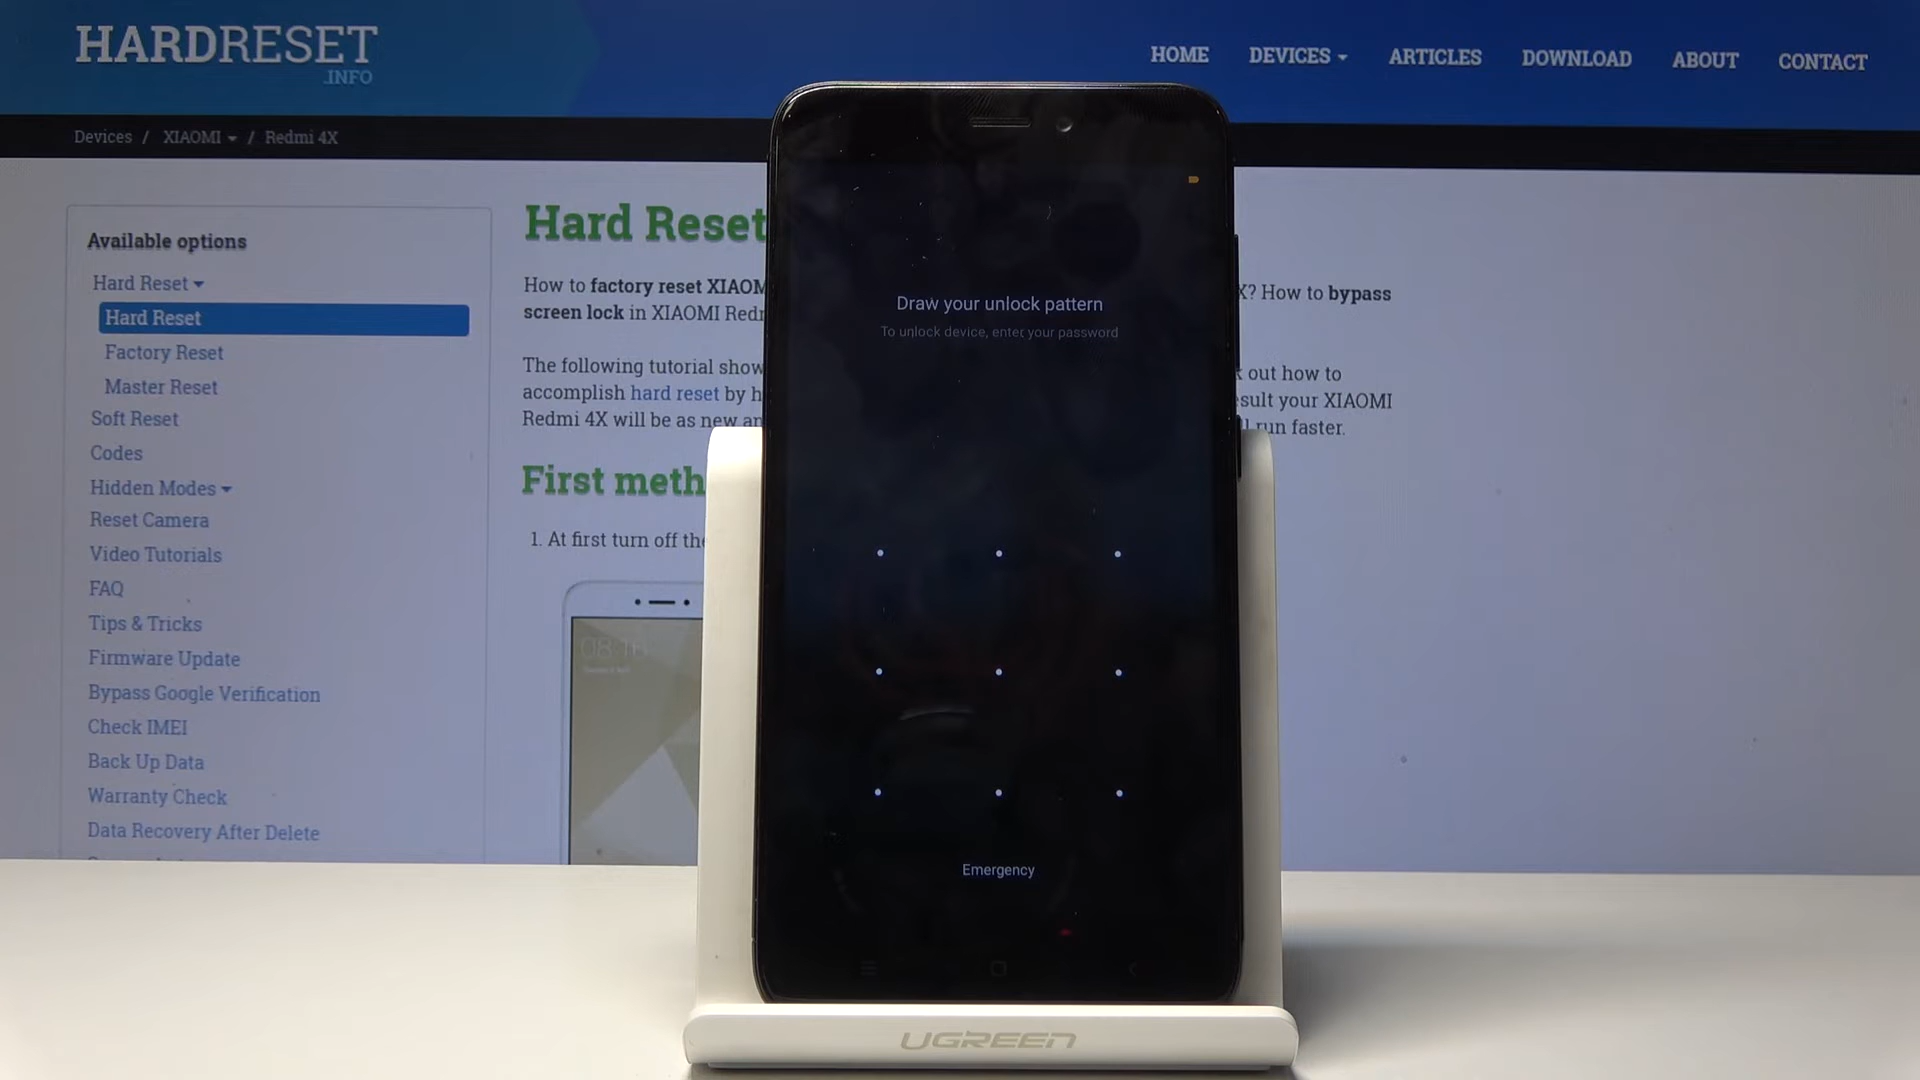 HARDRESET
.INFO
HOME DEVICES ARTICLES DOWNLOAD ABOUT CONTACT
Devices / XIAOMI / Redmi 4X
Available options
Hard Reset
Hard Reset
Factory Reset
Master Reset
Soft Reset
Codes
Hidden Modes
Reset Camera
Video Tutorials
FAQ
Tips & Tricks
Firmware Update
Bypass Google Verification
Check IMEI
Back Up Data
Warranty Check
Data Recovery After Delete
Hard Reset
How to factory reset XIAOM X? How to bypass
screen lock in XIAOMI Redm
The following tutorial show out how to
accomplish hard reset by h esult your XIAOMI
Redmi 4X will be as new an run faster.
First meth
1. At first turn off the
08:16
Draw your unlock pattern
To unlock device, enter your password
Emergency
UGREEN